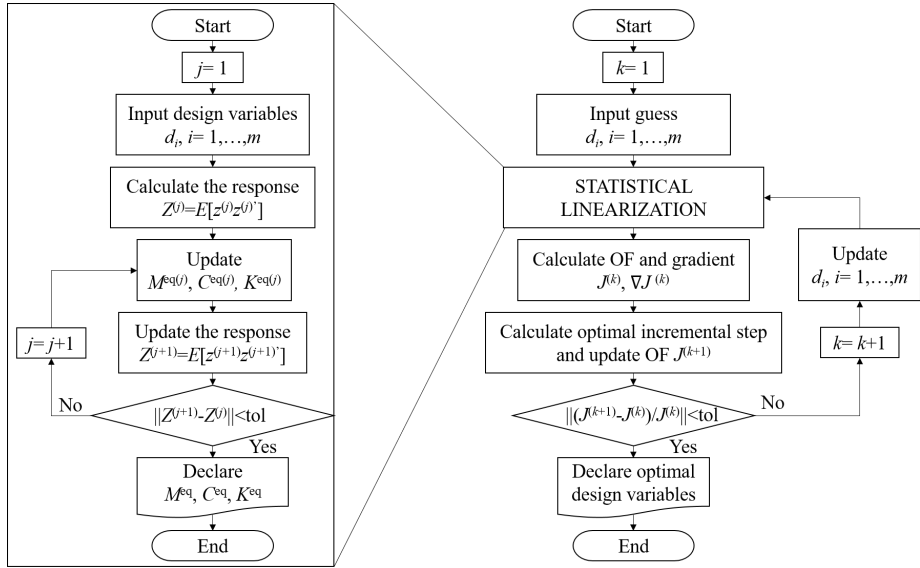 Start
j= 1
Input design variables
dᵢ, i= 1,…,m
Calculate the response
Z⁽ʲ⁾=E[z⁽ʲ⁾z⁽ʲ⁾’]
Update
M^eq(j), C^eq(j), K^eq(j)
Update the response
Z⁽ʲ⁺¹⁾=E[z⁽ʲ⁺¹⁾z⁽ʲ⁺¹⁾’]
j= j+1
No
||Z⁽ʲ⁺¹⁾-Z⁽ʲ⁾||<tol
Yes
Declare
M^eq, C^eq, K^eq
End
Start
k= 1
Input guess
dᵢ, i= 1,…,m
STATISTICAL
LINEARIZATION
Calculate OF and gradient
J⁽ᵏ⁾, ∇J ⁽ᵏ⁾
Calculate optimal incremental step
and update OF J⁽ᵏ⁺¹⁾
Update
dᵢ, i= 1,…,m
k= k+1
||(J⁽ᵏ⁺¹⁾-J⁽ᵏ⁾)/J⁽ᵏ⁾||<tol
No
Yes
Declare optimal
design variables
End